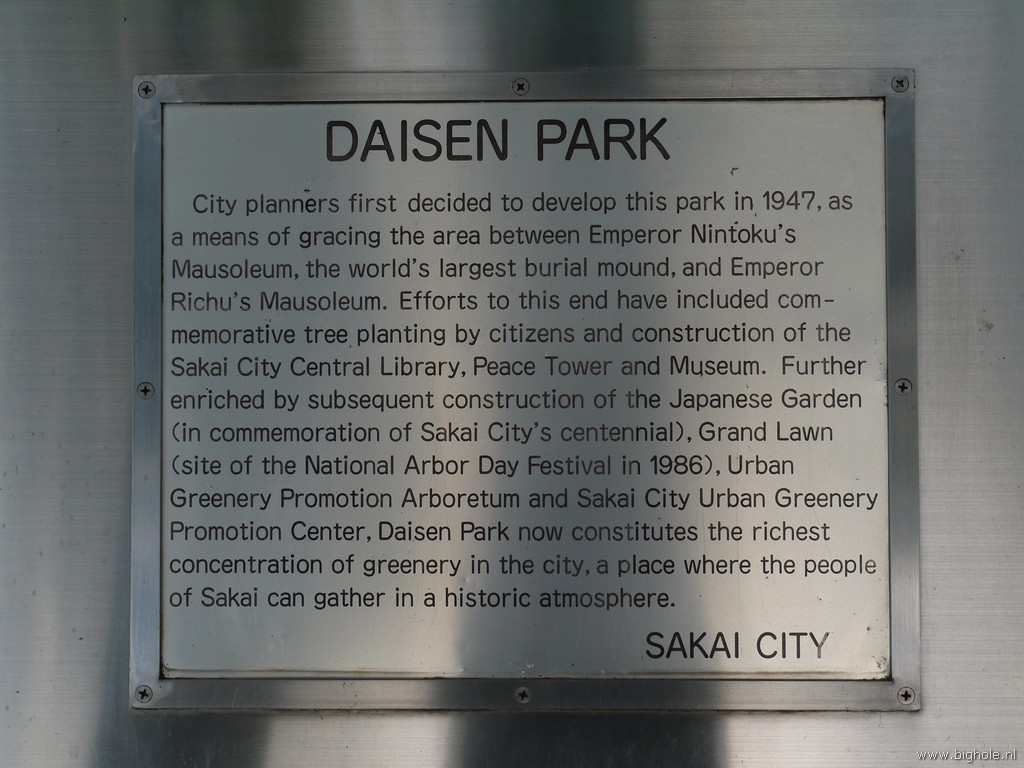 DAISEN PARK
City planners first decided to develop this park in 1947, as
a means of gracing the area between Emperor Nintoku's
Mausoleum, the world's largest burial mound, and Emperor
Richu's Mausoleum. Efforts to this end have included com-
memorative tree planting by citizens and construction of the
Sakai City Central Library, Peace Tower and Museum. Further
enriched by subsequent construction of the Japanese Garden
(in commemoration of Sakai City's centennial), Grand Lawn
(site of the National Arbor Day Festival in 1986), Urban
Greenery Promotion Arboretum and Sakai City Urban Greenery
Promotion Center, Daisen Park now constitutes the richest
concentration of greenery in the city, a place where the people
of Sakai can gather in a historic atmosphere.
SAKAI CITY
www.bighole.nl